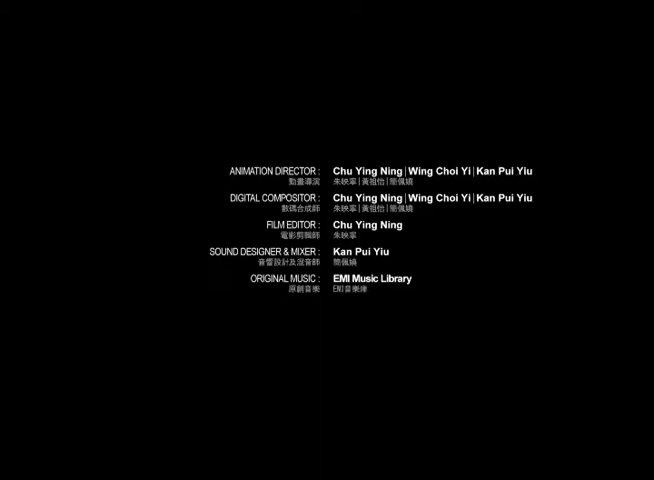 ANIMATION DIRECTOR : Chu Ying Ning|Wing Choi Yi|Kan Pui Yiu
動畫導演 朱映寧|黃祖怡|簡佩嬈
DIGITAL COMPOSITOR : Chu Ying Ning|Wing Choi Yi|Kan Pui Yiu
數碼合成師 朱映寧|黃祖怡|簡佩嬈
FILM EDITOR : Chu Ying Ning
電影剪輯師 朱映寧
SOUND DESIGNER & MIXER : Kan Pui Yiu
音響設計及混音師 簡佩嬈
ORIGINAL MUSIC : EMI Music Library
原創音樂 EMI音樂庫